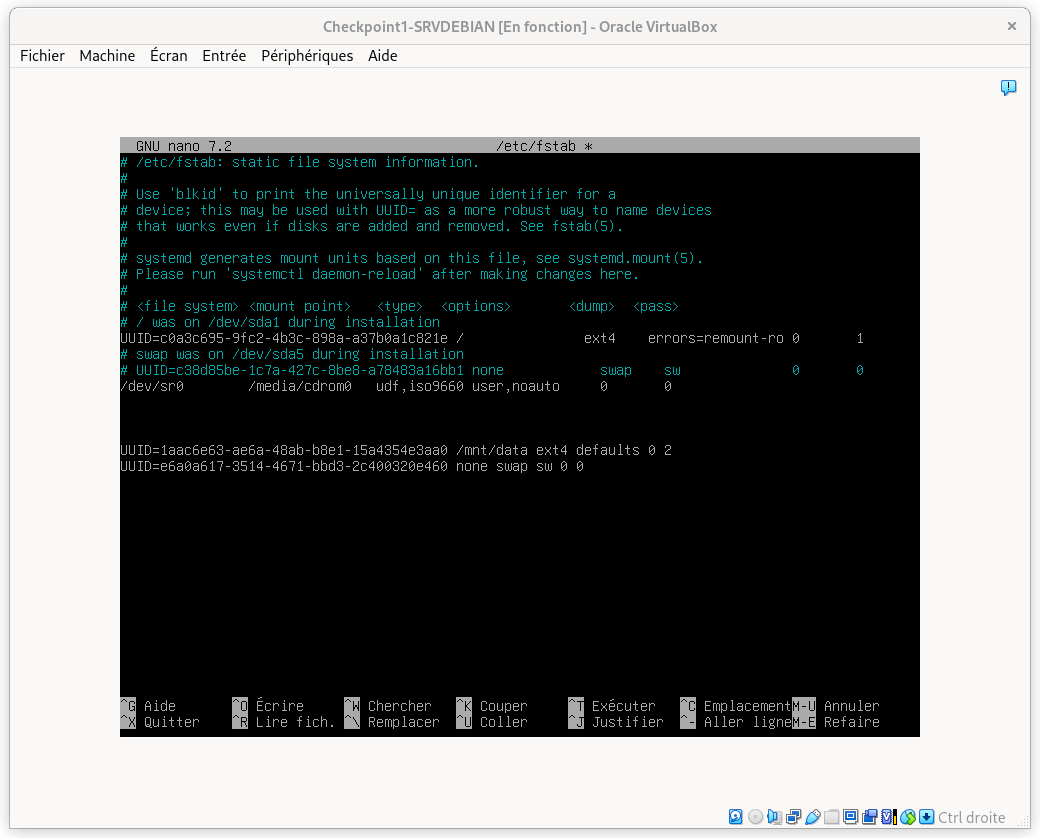 Checkpoint1-SRVDEBIAN [En fonction] - Oracle VirtualBox
Fichier Machine Écran Entrée Périphériques Aide
GNU nano 7.2 /etc/fstab *
# /etc/fstab: static file system information.
#
# Use 'blkid' to print the universally unique identifier for a
# device; this may be used with UUID= as a more robust way to name devices
# that works even if disks are added and removed. See fstab(5).
#
# systemd generates mount units based on this file, see systemd.mount(5).
# Please run 'systemctl daemon-reload' after making changes here.
#
# <file system> <mount point> <type> <options> <dump> <pass>
# / was on /dev/sda1 during installation
UUID=c0a3c695-9fc2-4b3c-898a-a37b0a1c821e / ext4 errors=remount-ro 0 1
# swap was on /dev/sda5 during installation
# UUID=c38d85be-1c7a-427c-8be8-a78483a16bb1 none swap sw 0 0
/dev/sr0 /media/cdrom0 udf,iso9660 user,noauto 0 0
UUID=1aac6e63-ae6a-48ab-b8e1-15a4354e3aa0 /mnt/data ext4 defaults 0 2
UUID=e6a0a617-3514-4671-bbd3-2c400320e460 none swap sw 0 0
^G Aide ^O Écrire ^W Chercher ^K Couper ^T Exécuter ^C Emplacement M-U Annuler
^X Quitter ^R Lire fich. ^\ Remplacer ^U Coller ^J Justifier ^- Aller ligne M-E Refaire
Ctrl droite